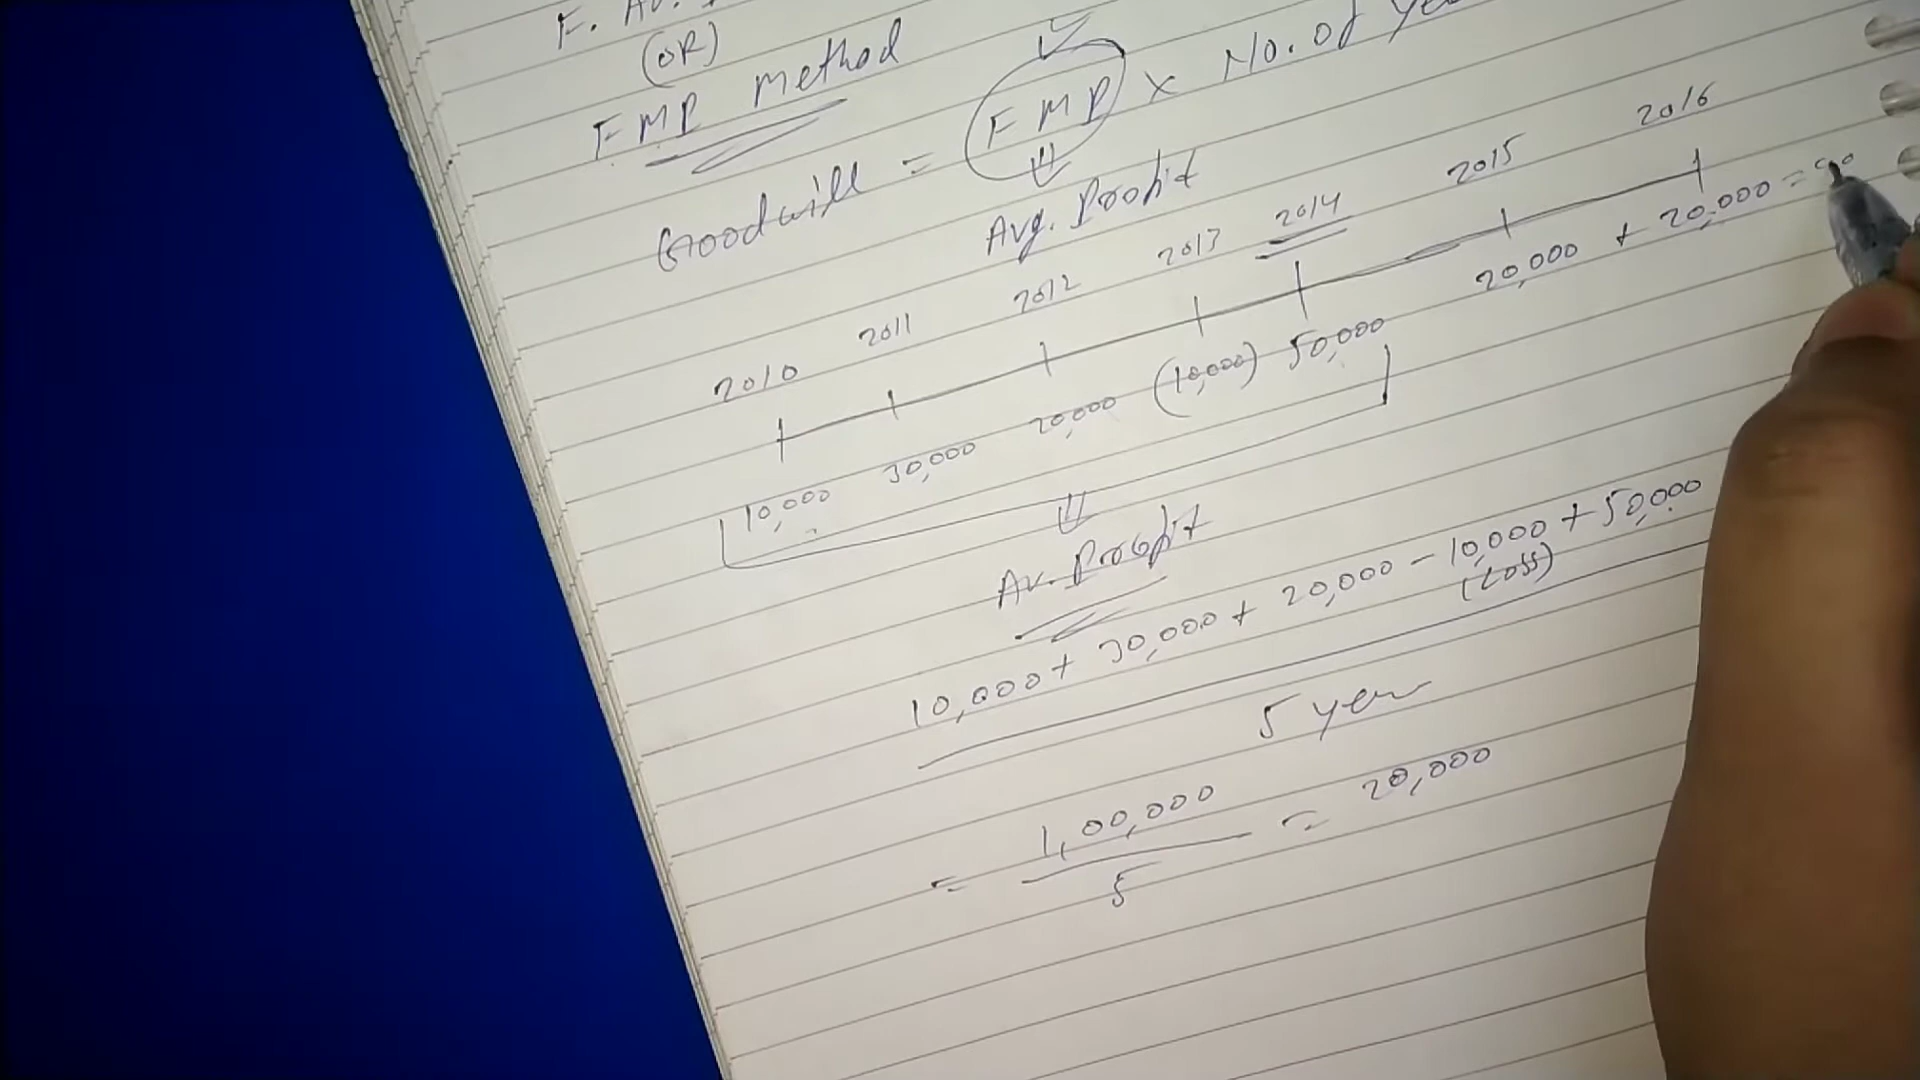 F. Av.
(OR)
FMP Method
Goodwill = FMP × No. of
Avg. Profit
2010 2011 2012 2013 2014 2015 2016
10,000 30,000 20,000 (10,000) 50,000 20,000 + 20,000 =
Av. Profit
10,000 + 30,000 + 20,000 - 10,000 + 50,000
(Loss)
5 year
= 1,00,000 = 20,000
5